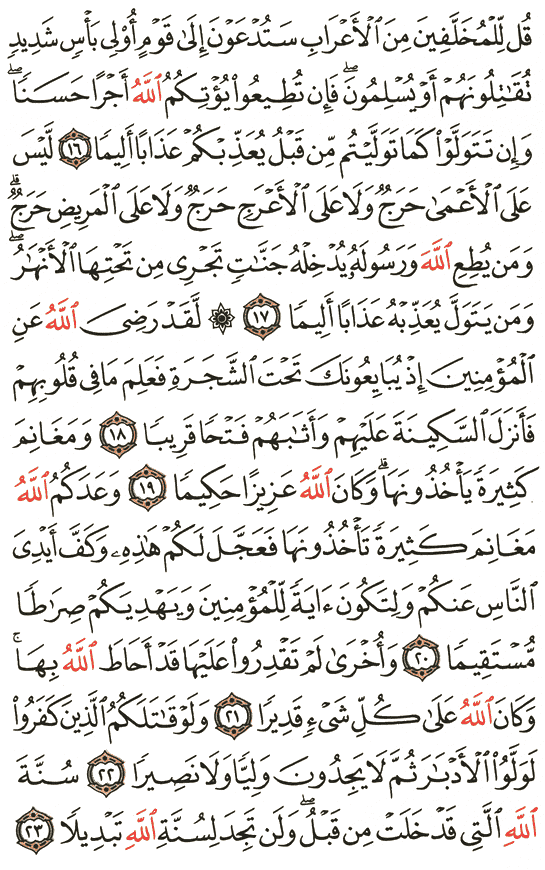 قُل لِّلْمُخَلَّفِينَ مِنَ ٱلْأَعْرَابِ سَتُدْعَوْنَ إِلَىٰ قَوْمٍ أُو۟لِى بَأْسٍ شَدِيدٍ
تُقَـٰتِلُونَهُمْ أَوْ يُسْلِمُونَ ۖ فَإِن تُطِيعُوا۟ يُؤْتِكُمُ ٱللَّهُ أَجْرًا حَسَنًا ۖ
وَإِن تَتَوَلَّوْا۟ كَمَا تَوَلَّيْتُم مِّن قَبْلُ يُعَذِّبْكُمْ عَذَابًا أَلِيمًا ١٦ لَّيْسَ
عَلَى ٱلْأَعْمَىٰ حَرَجٌ وَلَا عَلَى ٱلْأَعْرَجِ حَرَجٌ وَلَا عَلَى ٱلْمَرِيضِ حَرَجٌ ۗ
وَمَن يُطِعِ ٱللَّهَ وَرَسُولَهُۥ يُدْخِلْهُ جَنَّـٰتٍ تَجْرِى مِن تَحْتِهَا ٱلْأَنْهَـٰرُ ۖ
وَمَن يَتَوَلَّ يُعَذِّبْهُ عَذَابًا أَلِيمًا ١٧ ۞ لَّقَدْ رَضِىَ ٱللَّهُ عَنِ
ٱلْمُؤْمِنِينَ إِذْ يُبَايِعُونَكَ تَحْتَ ٱلشَّجَرَةِ فَعَلِمَ مَا فِى قُلُوبِهِمْ
فَأَنزَلَ ٱلسَّكِينَةَ عَلَيْهِمْ وَأَثَـٰبَهُمْ فَتْحًا قَرِيبًا ١٨ وَمَغَانِمَ
كَثِيرَةً يَأْخُذُونَهَا ۗ وَكَانَ ٱللَّهُ عَزِيزًا حَكِيمًا ١٩ وَعَدَكُمُ ٱللَّهُ
مَغَانِمَ كَثِيرَةً تَأْخُذُونَهَا فَعَجَّلَ لَكُمْ هَـٰذِهِۦ وَكَفَّ أَيْدِىَ
ٱلنَّاسِ عَنكُمْ وَلِتَكُونَ ءَايَةً لِّلْمُؤْمِنِينَ وَيَهْدِيَكُمْ صِرَٰطًا
مُّسْتَقِيمًا ٢٠ وَأُخْرَىٰ لَمْ تَقْدِرُوا۟ عَلَيْهَا قَدْ أَحَاطَ ٱللَّهُ بِهَا ۚ
وَكَانَ ٱللَّهُ عَلَىٰ كُلِّ شَىْءٍ قَدِيرًا ٢١ وَلَوْ قَـٰتَلَكُمُ ٱلَّذِينَ كَفَرُوا۟
لَوَلَّوُا۟ ٱلْأَدْبَـٰرَ ثُمَّ لَا يَجِدُونَ وَلِيًّا وَلَا نَصِيرًا ٢٢ سُنَّةَ
ٱللَّهِ ٱلَّتِى قَدْ خَلَتْ مِن قَبْلُ ۖ وَلَن تَجِدَ لِسُنَّةِ ٱللَّهِ تَبْدِيلًا ٢٣